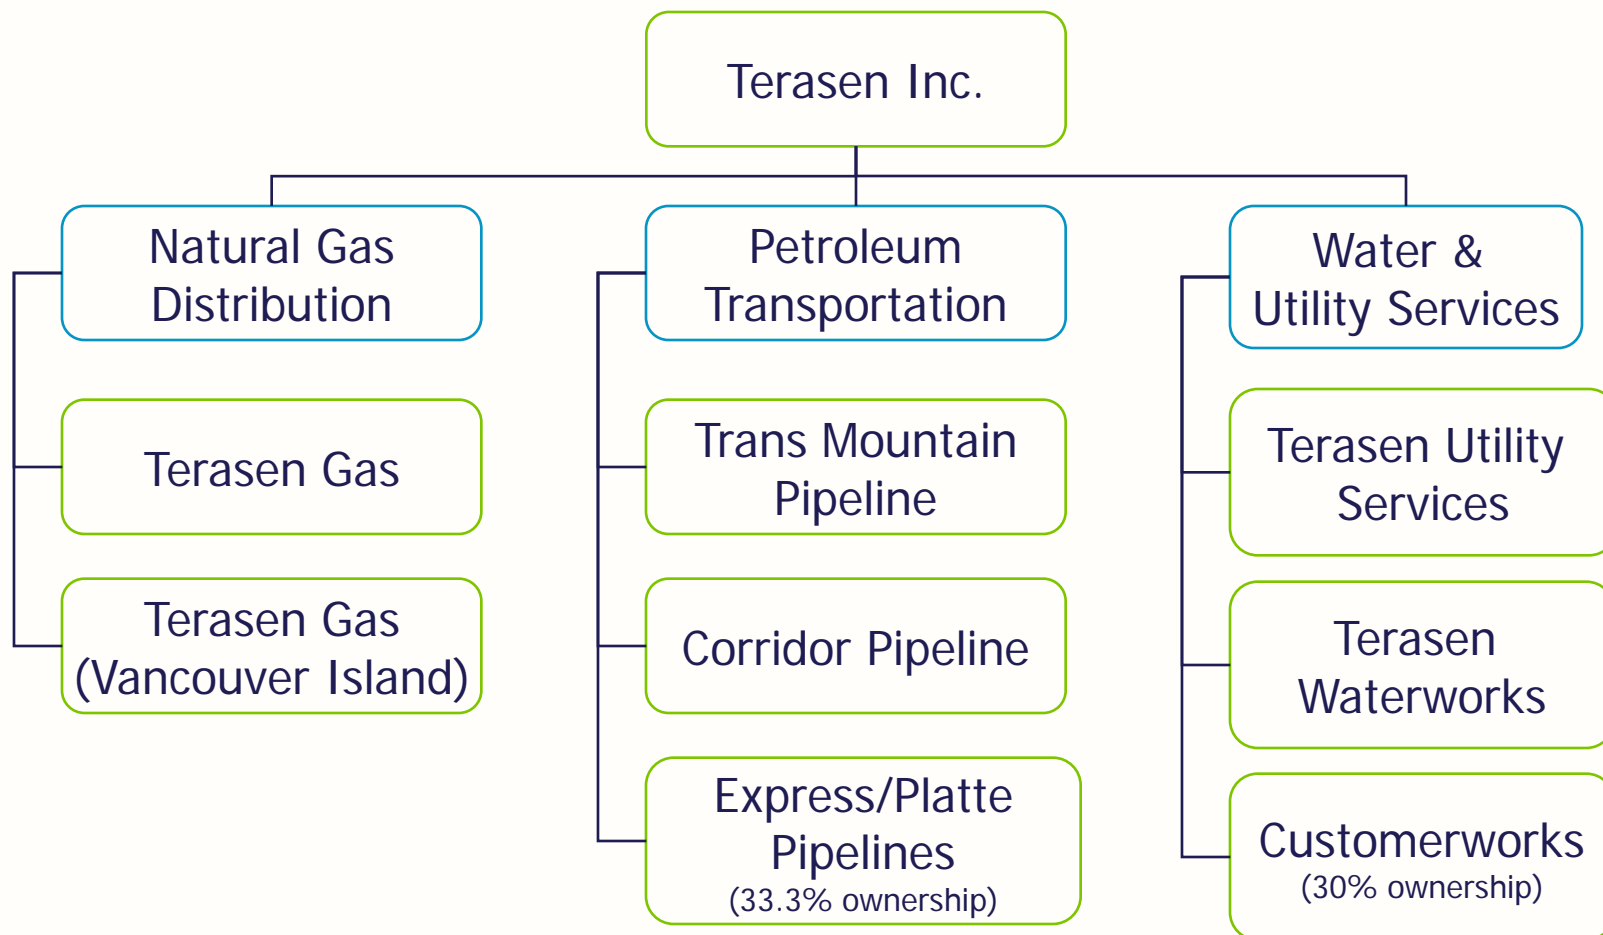 Terasen Inc.
Natural Gas
Distribution
Terasen Gas
Terasen Gas
(Vancouver Island)
Petroleum
Transportation
Trans Mountain
Pipeline
Corridor Pipeline
Express/Platte
Pipelines
(33.3% ownership)
Water &
Utility Services
Terasen Utility
Services
Terasen
Waterworks
Customerworks
(30% ownership)